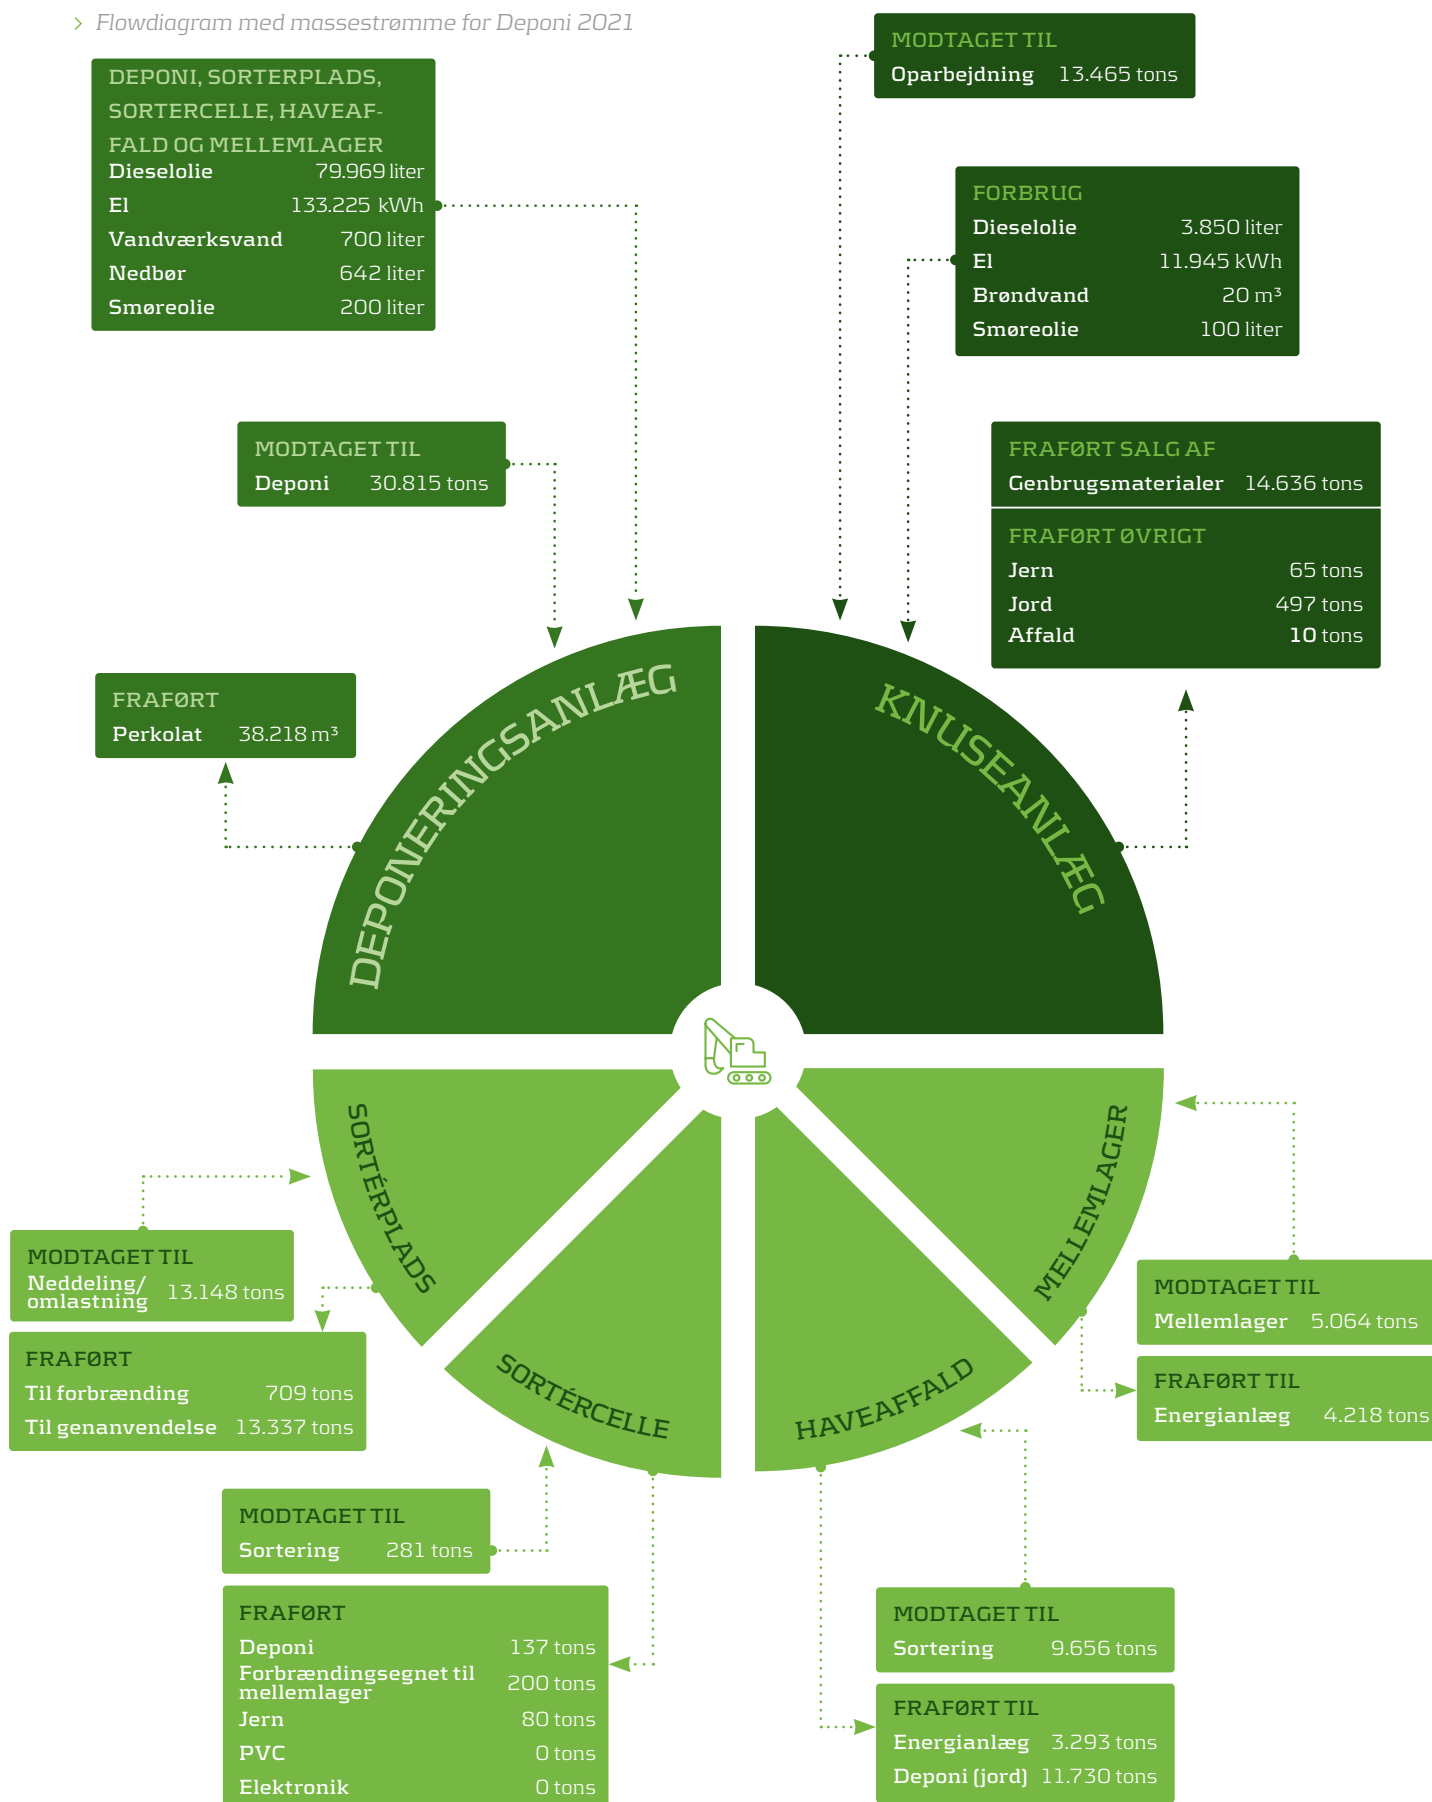 Flowdiagram med massestrømme for Deponi 2021
DEPONI, SORTERPLADS,
SORTERCELLE, HAVEAF-
FALD OG MELLEMLAGER
Dieselolie 79.969 liter
El 133.225 kWh
Vandværksvand 700 liter
Nedbør 642 liter
Smøreolie 200 liter
MODTAGET TIL
Oparbejdning 13.465 tons
FORBRUG
Dieselolie 3.850 liter
El 11.945 kWh
Brøndvand 20 m³
Smøreolie 100 liter
MODTAGET TIL
Deponi 30.815 tons
FRAFØRT SALG AF
Genbrugsmaterialer 14.636 tons
FRAFØRT ØVRIGT
Jern 65 tons
Jord 497 tons
Affald 10 tons
FRAFØRT
Perkolat 38.218 m³
DEPONERINGSANLÆG
KNUSEANLÆG
SORTÉRPLADS
SORTÉRCELLE
HAVEAFFALD
MELLEMLAGER
MODTAGET TIL
Neddeling/
omlastning 13.148 tons
FRAFØRT
Til forbrænding 709 tons
Til genanvendelse 13.337 tons
MODTAGET TIL
Mellemlager 5.064 tons
FRAFØRT TIL
Energianlæg 4.218 tons
MODTAGET TIL
Sortering 281 tons
FRAFØRT
Deponi 137 tons
Forbrændingsegnet til
mellemlager 200 tons
Jern 80 tons
PVC 0 tons
Elektronik 0 tons
MODTAGET TIL
Sortering 9.656 tons
FRAFØRT TIL
Energianlæg 3.293 tons
Deponi (jord) 11.730 tons